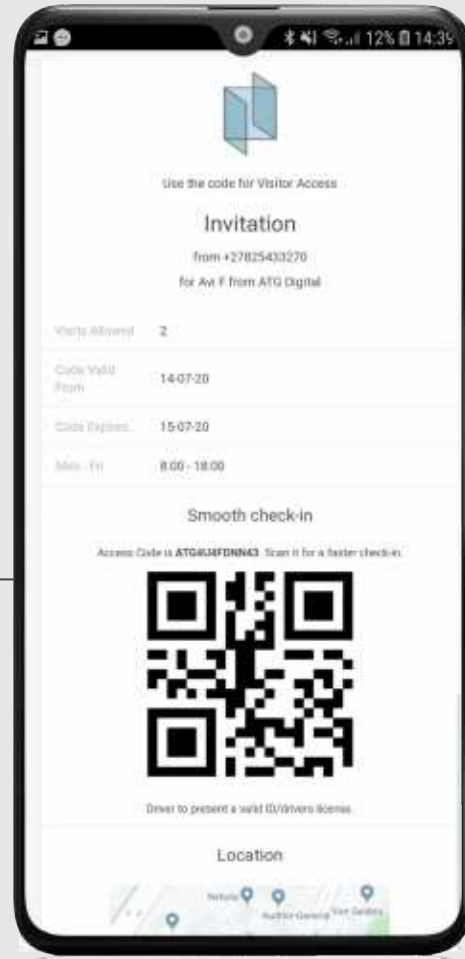 12% 14:39
Use the code for Visitor Access
Invitation
from +27825433270
for Avi F from ATG Digital
Visits Allowed 2
Code Valid From 14-07-20
Code Expires 15-07-20
Mon - Fri 8:00 - 18:00
Smooth check-in
Access Code is Scan it for a faster check-in.
Driver to present a valid ID/drivers license.
Location
Netvia
Auditor-General